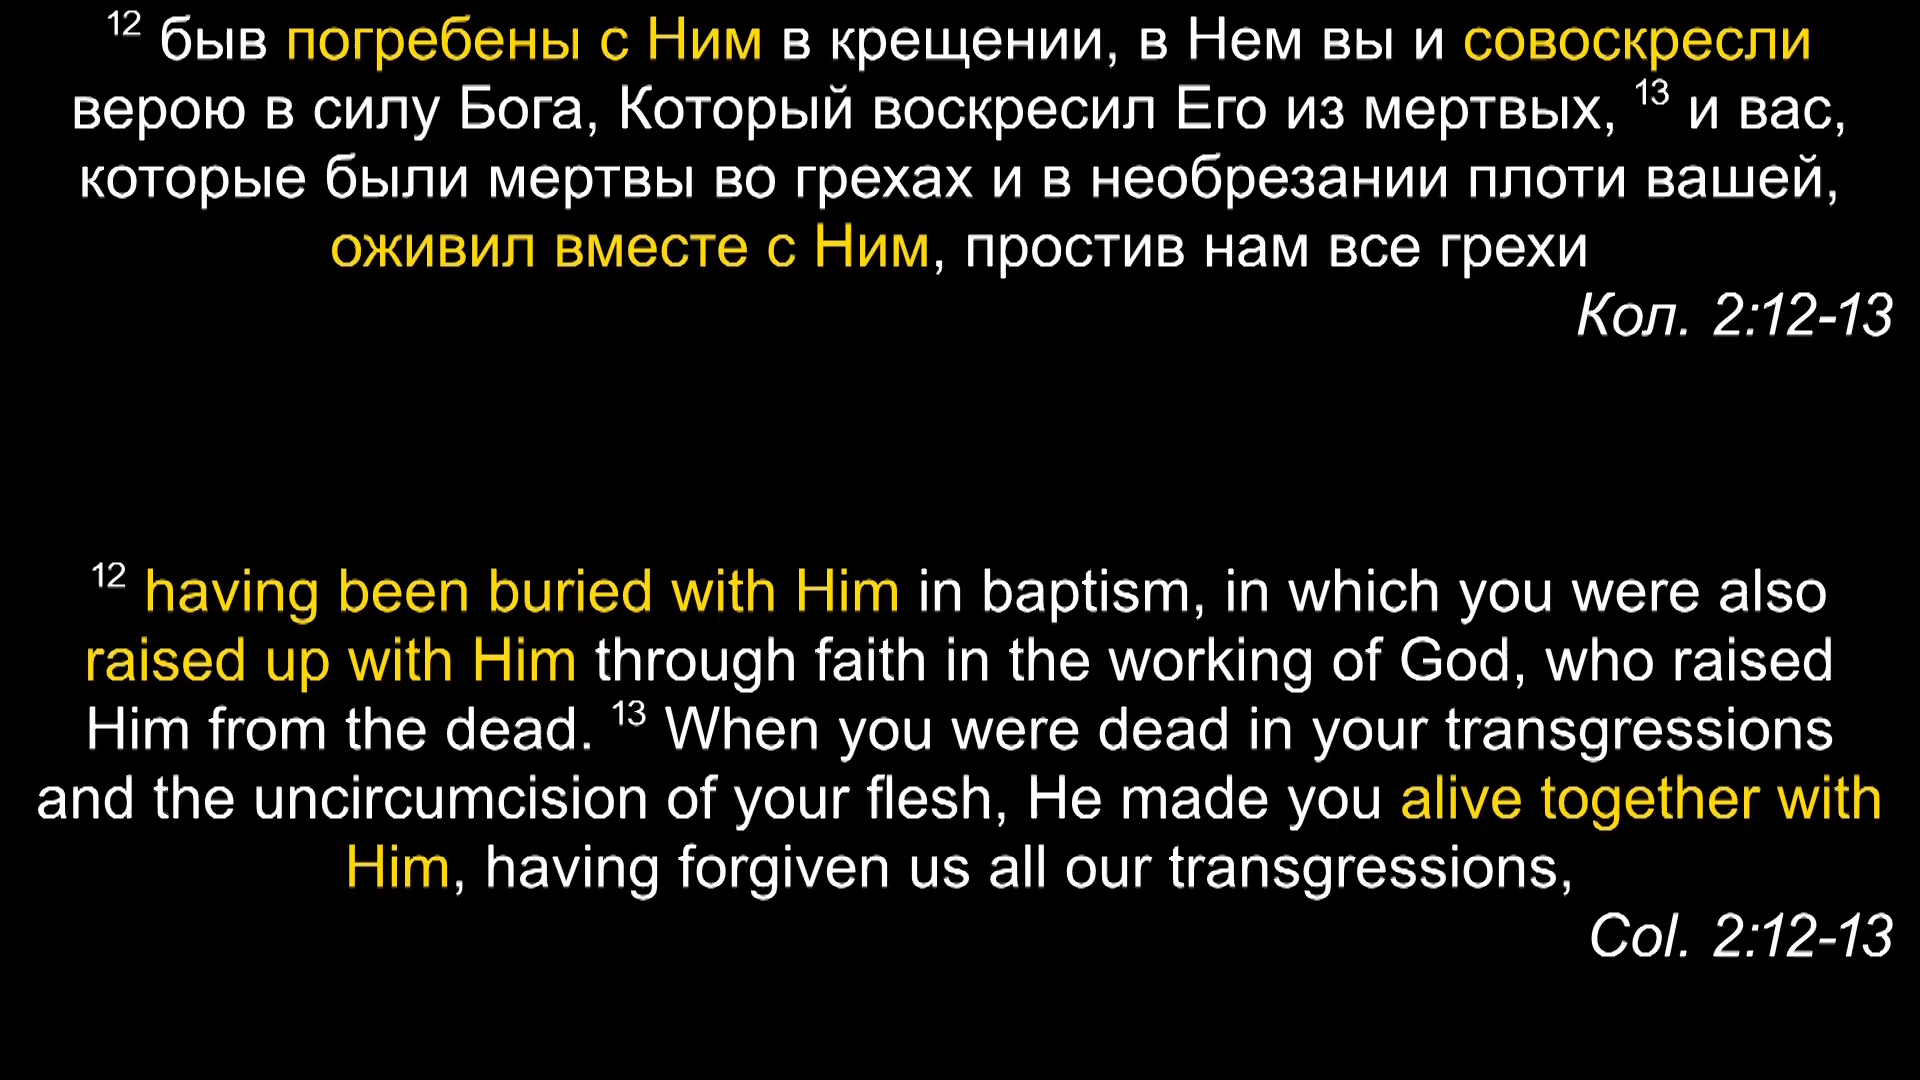 12 быв погребены с Ним в крещении, в Нем вы и совоскресли
верою в силу Бога, Который воскресил Его из мертвых, 13 и вас,
которые были мертвы во грехах и в необрезании плоти вашей,
оживил вместе с Ним, простив нам все грехи
Кол. 2:12-13
12 having been buried with Him in baptism, in which you were also
raised up with Him through faith in the working of God, who raised
Him from the dead. 13 When you were dead in your transgressions
and the uncircumcision of your flesh, He made you alive together with
Him, having forgiven us all our transgressions,
Col. 2:12-13